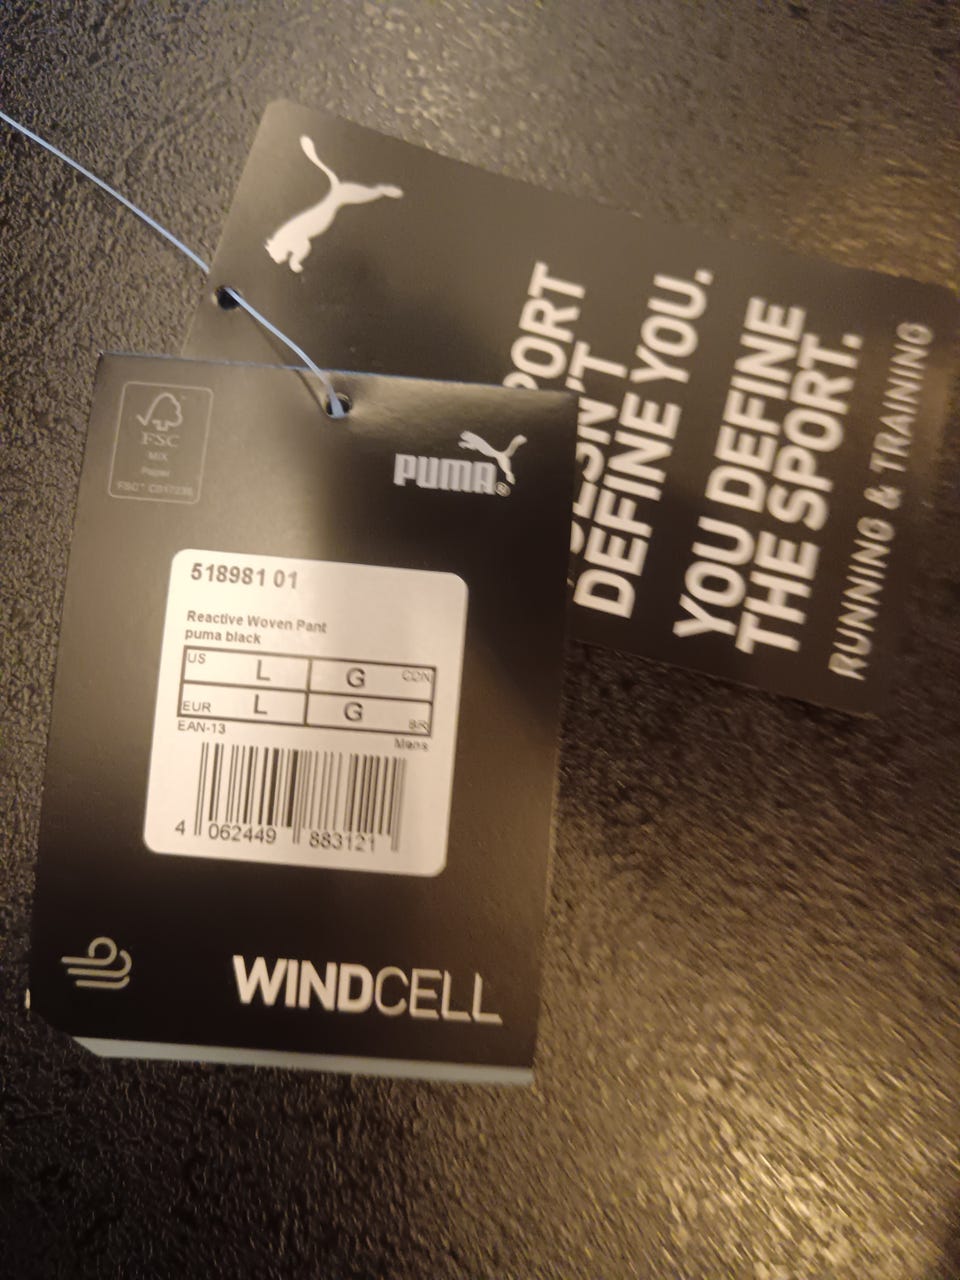 FSC
MIX
Paper
PUMA®
518981 01
Reactive Woven Pant
puma black
US L G CDN
EUR L G BR
EAN-13
Mens
4 062449 883121
WINDCELL
DEFINE YOU.
YOU DEFINE
THE SPORT.
RUNNING & TRAINING